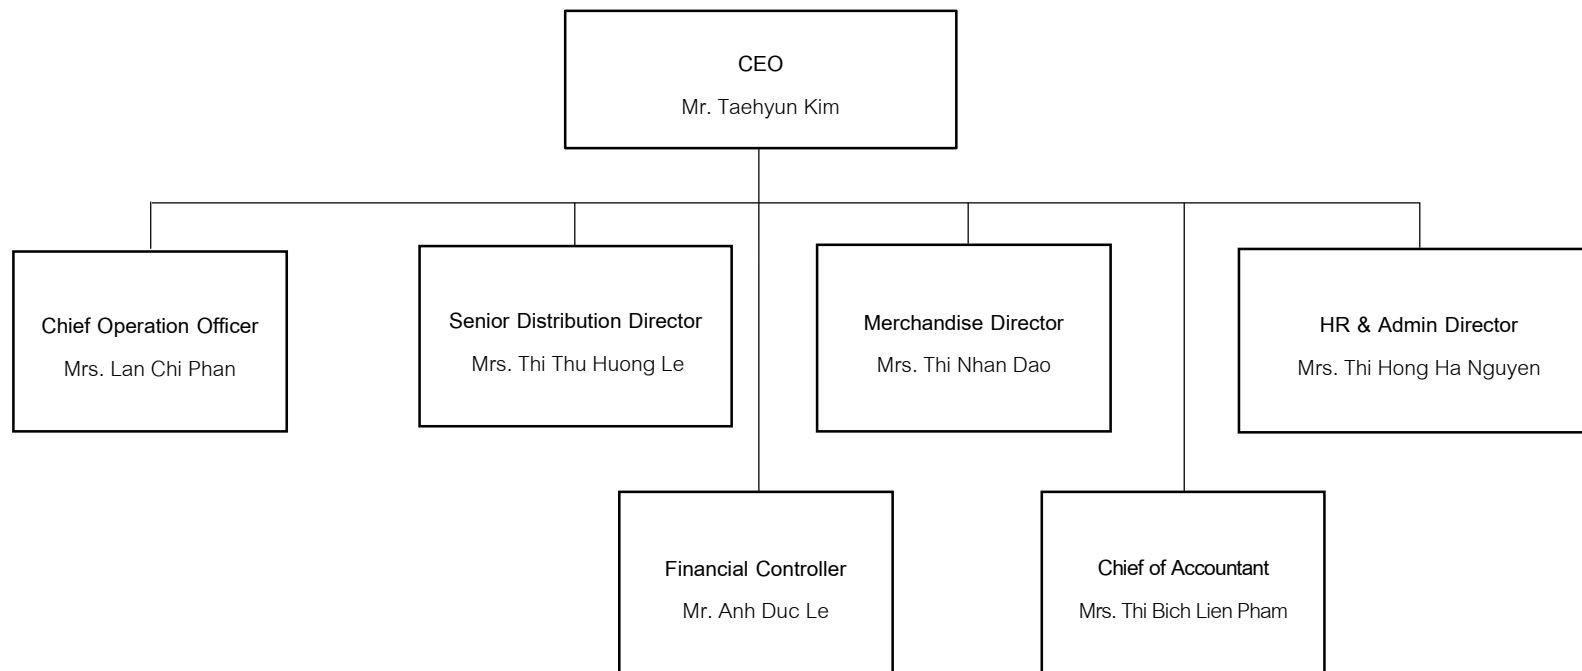 CEO
Mr. Taehyun Kim
Chief Operation Officer
Mrs. Lan Chi Phan
Senior Distribution Director
Mrs. Thi Thu Huong Le
Merchandise Director
Mrs. Thi Nhan Dao
HR & Admin Director
Mrs. Thi Hong Ha Nguyen
Financial Controller
Mr. Anh Duc Le
Chief of Accountant
Mrs. Thi Bich Lien Pham